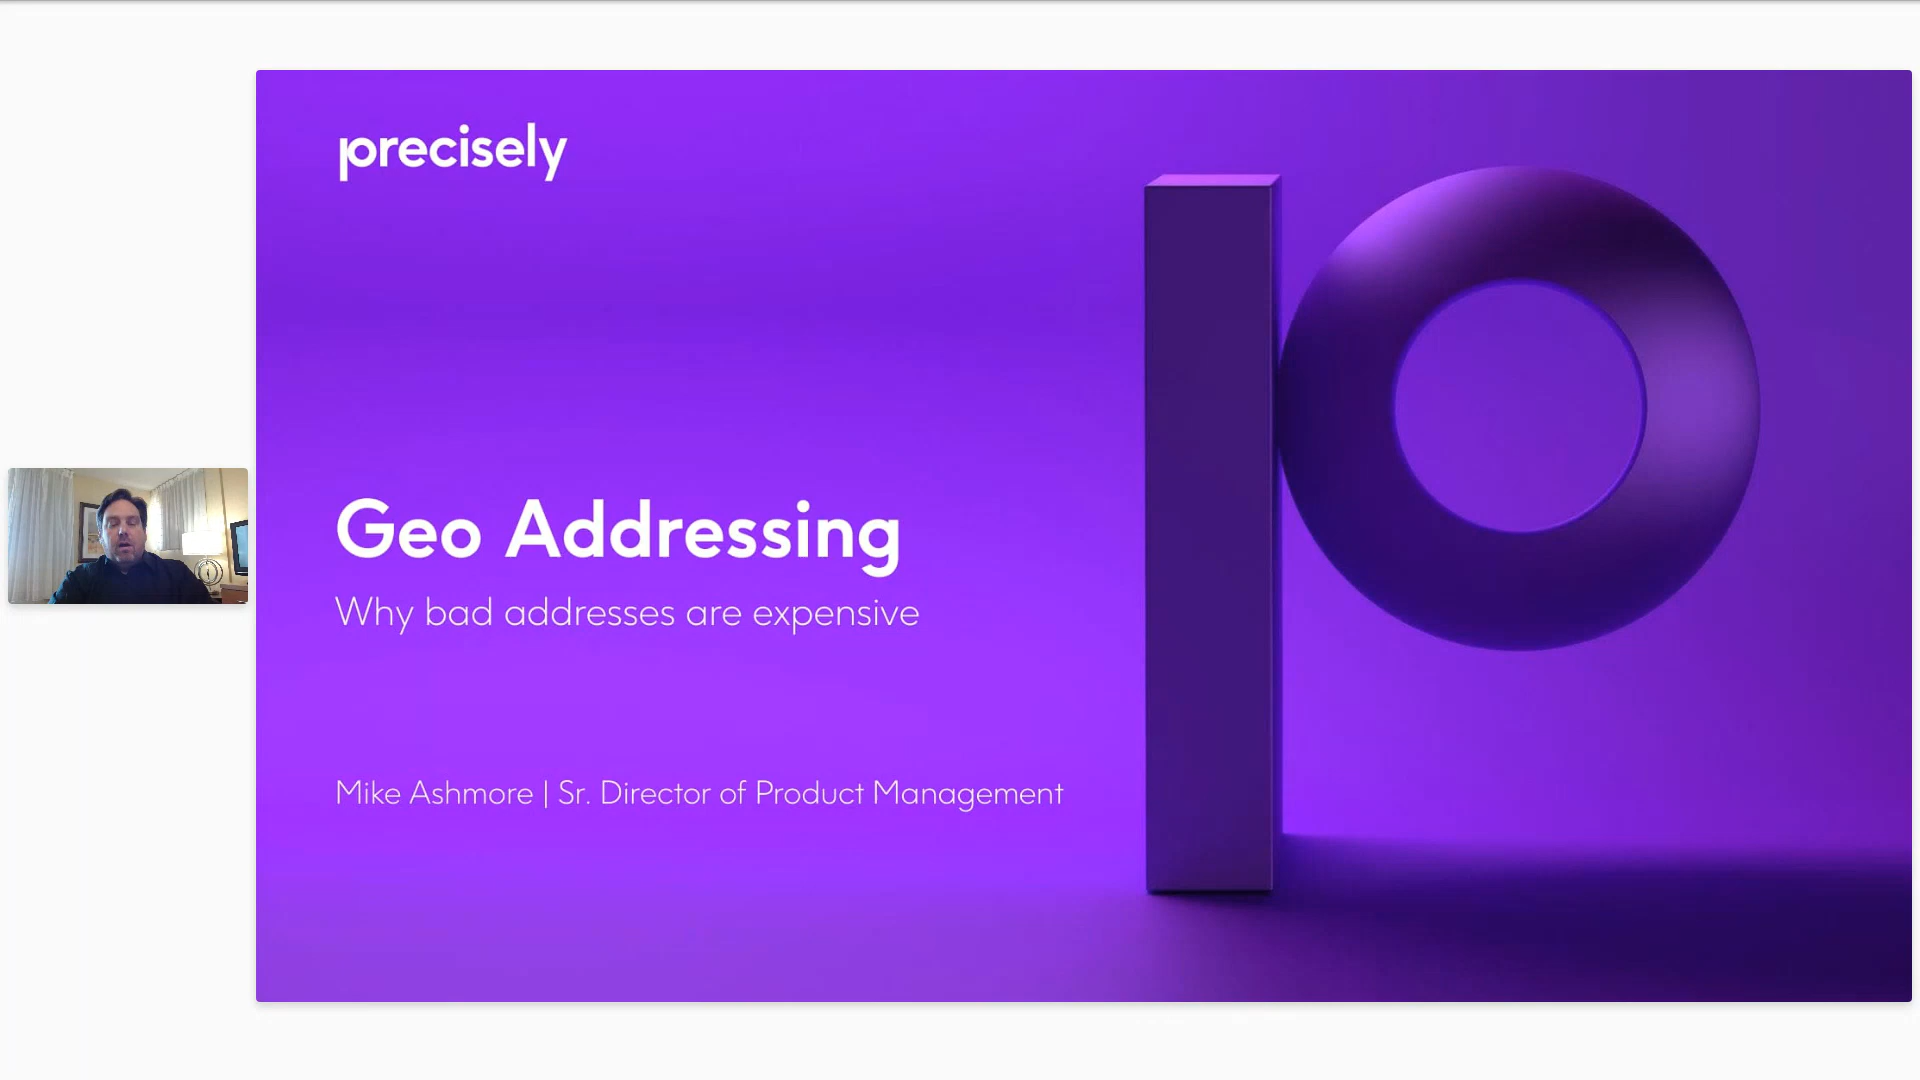 precisely
Geo Addressing
Why bad addresses are expensive
Mike Ashmore | Sr. Director of Product Management